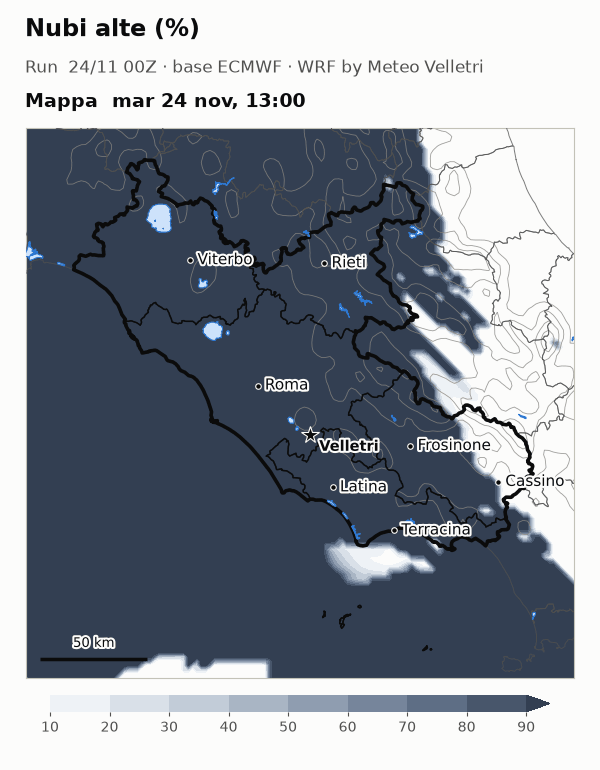 Nubi alte (%)
Run  24/11 00Z · base ECMWF · WRF by Meteo Velletri
Mappa  mar 24 nov, 13:00
Viterbo
Rieti
Roma
Velletri
Frosinone
Cassino
Latina
Terracina
50 km
10 20 30 40 50 60 70 80 90